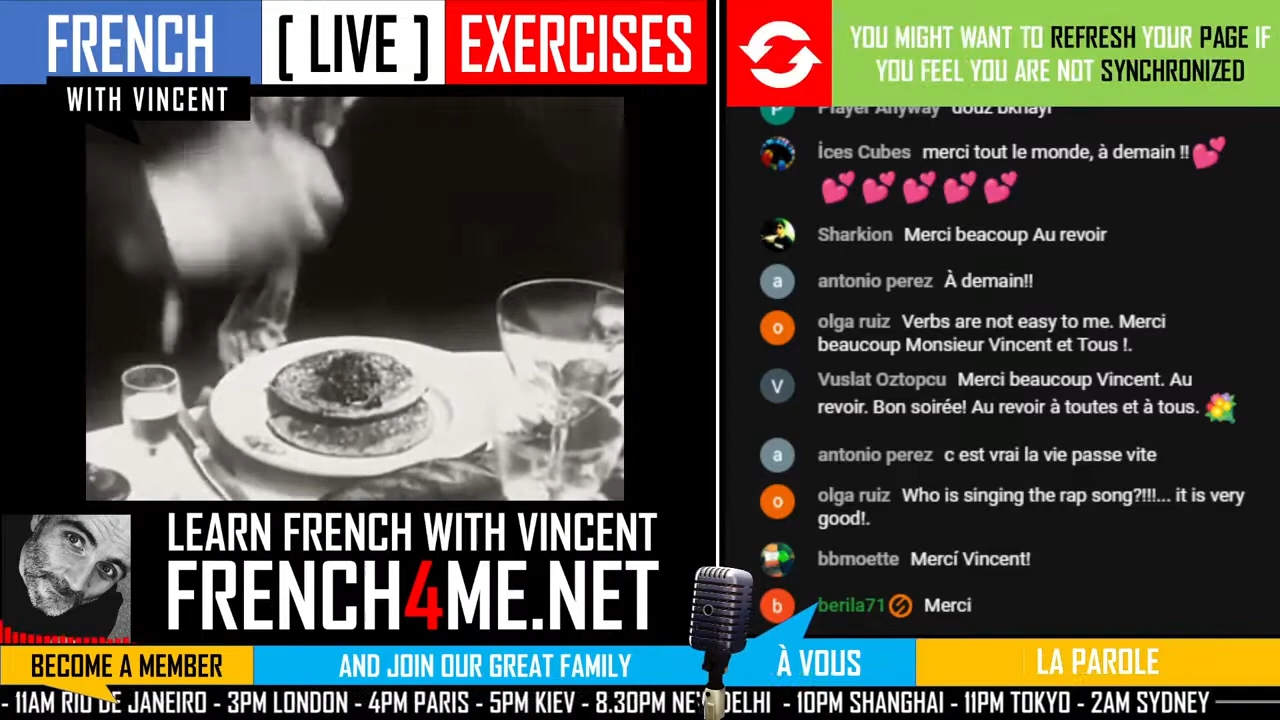 FRENCH [ LIVE ] EXERCISES
WITH VINCENT
YOU MIGHT WANT TO REFRESH YOUR PAGE IF
YOU FEEL YOU ARE NOT SYNCHRONIZED
Player Anyway douz bknayi
İces Cubes merci tout le monde, à demain !!💕
💕💕💕💕💕
Sharkion Merci beacoup Au revoir
a antonio perez À demain!!
o olga ruiz Verbs are not easy to me. Merci
beaucoup Monsieur Vincent et Tous !.
V Vuslat Oztopcu Merci beaucoup Vincent. Au
revoir. Bon soirée! Au revoir à toutes et à tous. 💐
a antonio perez c est vrai la vie passe vite
o olga ruiz Who is singing the rap song?!!!... it is very
good!.
bbmoette Mercí Vincent!
b berila71 Merci
LEARN FRENCH WITH VINCENT
FRENCH4ME.NET
BECOME A MEMBER
AND JOIN OUR GREAT FAMILY
À VOUS
LA PAROLE
- 11AM RIO DE JANEIRO - 3PM LONDON - 4PM PARIS - 5PM KIEV - 8.30PM NEW DELHI - 10PM SHANGHAI - 11PM TOKYO - 2AM SYDNEY